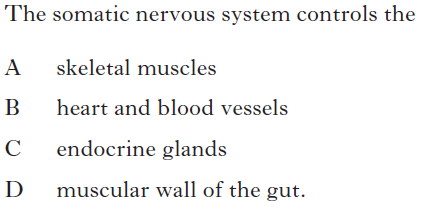 The somatic nervous system controls the
A skeletal muscles
B heart and blood vessels
C endocrine glands
D muscular wall of the gut.